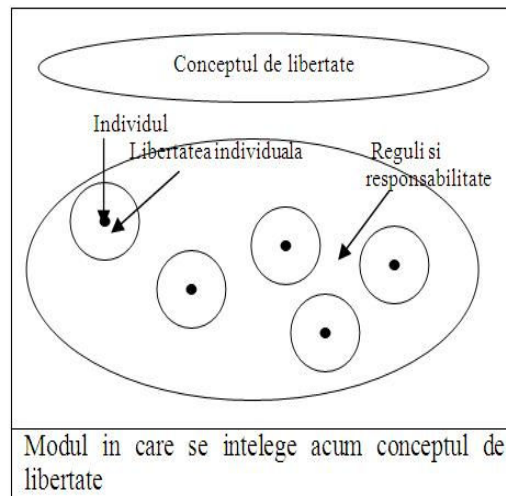 Conceptul de libertate
Individul
Libertatea individuala
Reguli si
responsabilitate
Modul in care se intelege acum conceptul de
libertate